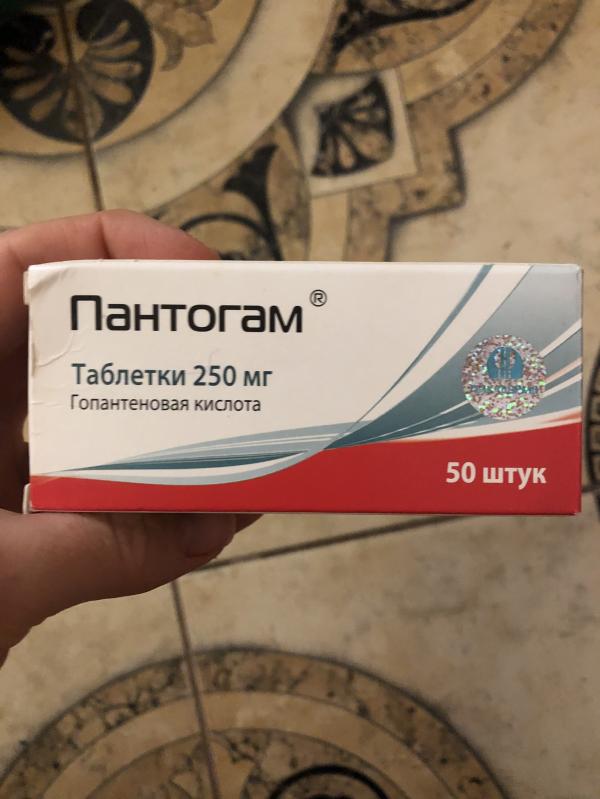 Пантогам®
Таблетки 250 мг
Гопантеновая кислота
50 штук